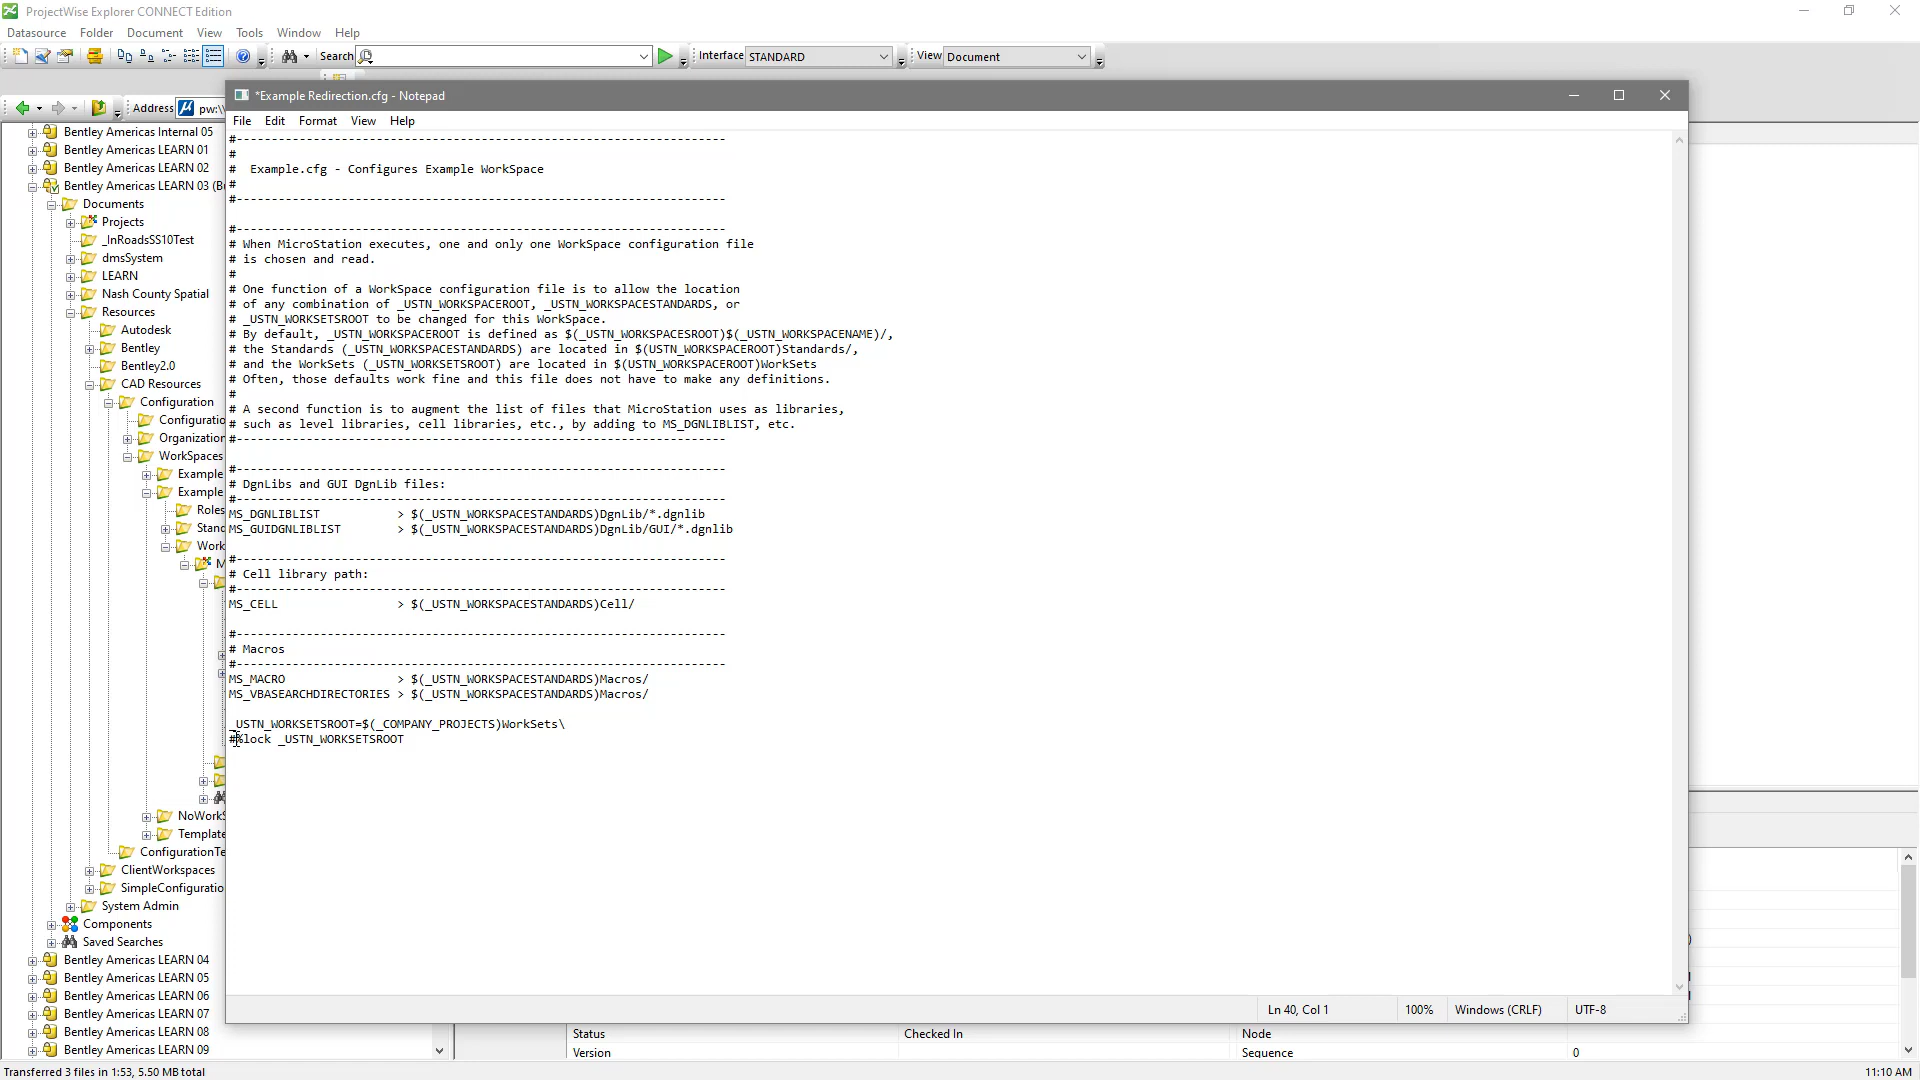 ProjectWise Explorer CONNECT Edition
Datasource Folder Document View Tools Window Help
Search Interface STANDARD View Document
Address pw:\\
*Example Redirection.cfg - Notepad
File Edit Format View Help
Bentley Americas Internal 05
Bentley Americas LEARN 01
Bentley Americas LEARN 02
Bentley Americas LEARN 03 (B
Documents
Projects
_InRoadsSS10Test
dmsSystem
LEARN
Nash County Spatial
Resources
Autodesk
Bentley
Bentley2.0
CAD Resources
Configuration
Configuratio
Organization
WorkSpaces
Example
Example
Roles
Stand
Work
M
NoWorkS
Template
ConfigurationTe
ClientWorkspaces
SimpleConfiguratio
System Admin
Components
Saved Searches
Bentley Americas LEARN 04
Bentley Americas LEARN 05
Bentley Americas LEARN 06
Bentley Americas LEARN 07
Bentley Americas LEARN 08
Bentley Americas LEARN 09
#----------------------------------------------------------------------
#
#  Example.cfg - Configures Example WorkSpace
#
#----------------------------------------------------------------------
#----------------------------------------------------------------------
# When MicroStation executes, one and only one WorkSpace configuration file
# is chosen and read.
#
# One function of a WorkSpace configuration file is to allow the location
# of any combination of _USTN_WORKSPACEROOT, _USTN_WORKSPACESTANDARDS, or
# _USTN_WORKSETSROOT to be changed for this WorkSpace.
# By default, _USTN_WORKSPACEROOT is defined as $(_USTN_WORKSPACESROOT)$(_USTN_WORKSPACENAME)/,
# the Standards (_USTN_WORKSPACESTANDARDS) are located in $(USTN_WORKSPACEROOT)Standards/,
# and the WorkSets (_USTN_WORKSETSROOT) are located in $(USTN_WORKSPACEROOT)WorkSets
# Often, those defaults work fine and this file does not have to make any definitions.
#
# A second function is to augment the list of files that MicroStation uses as libraries,
# such as level libraries, cell libraries, etc., by adding to MS_DGNLIBLIST, etc.
#----------------------------------------------------------------------
#----------------------------------------------------------------------
# DgnLibs and GUI DgnLib files:
#----------------------------------------------------------------------
MS_DGNLIBLIST > $(_USTN_WORKSPACESTANDARDS)DgnLib/*.dgnlib
MS_GUIDGNLIBLIST > $(_USTN_WORKSPACESTANDARDS)DgnLib/GUI/*.dgnlib
#----------------------------------------------------------------------
# Cell library path:
#----------------------------------------------------------------------
MS_CELL > $(_USTN_WORKSPACESTANDARDS)Cell/
#----------------------------------------------------------------------
# Macros
#----------------------------------------------------------------------
MS_MACRO > $(_USTN_WORKSPACESTANDARDS)Macros/
MS_VBASEARCHDIRECTORIES > $(_USTN_WORKSPACESTANDARDS)Macros/
_USTN_WORKSETSROOT=$(_COMPANY_PROJECTS)WorkSets\
#%lock _USTN_WORKSETSROOT
Ln 40, Col 1 100% Windows (CRLF) UTF-8
Status Checked In Node
Version Sequence 0
Transferred 3 files in 1:53, 5.50 MB total 11:10 AM